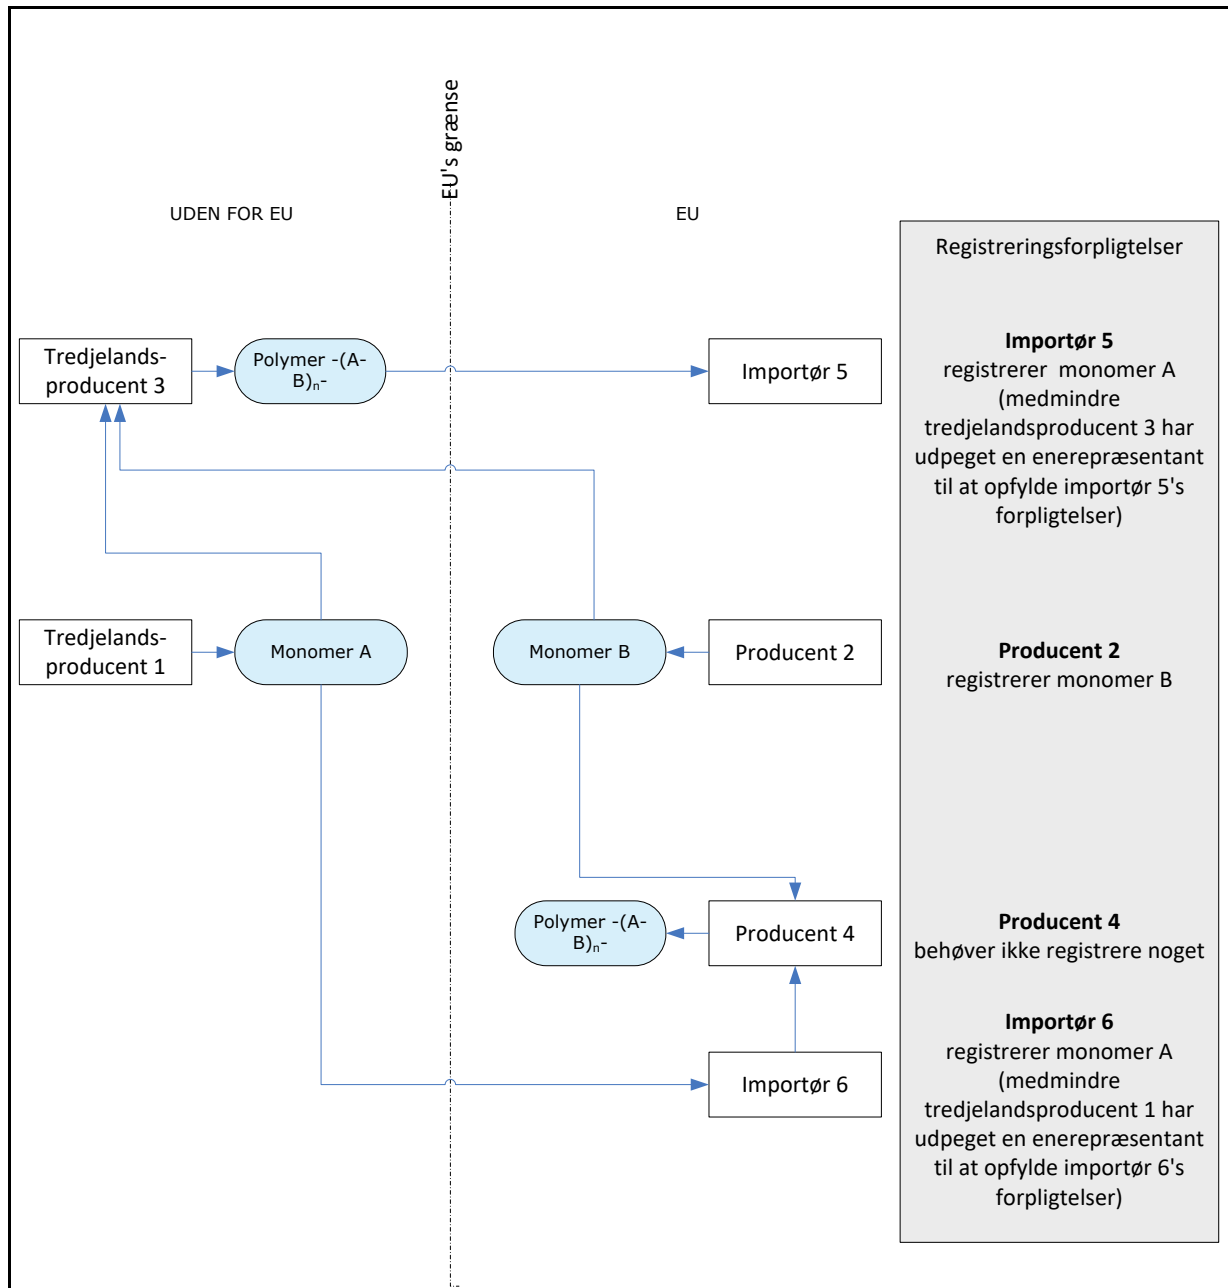 EU's grænse
UDEN FOR EU
EU
Tredjelands-
producent 3
Polymer -(A-
B)n-
Importør 5
Tredjelands-
producent 1
Monomer A
Monomer B
Producent 2
Polymer -(A-
B)n-
Producent 4
Importør 6
Registreringsforpligtelser
Importør 5
registrerer monomer A
(medmindre
tredjelandsproducent 3 har
udpeget en enerepræsentant
til at opfylde importør 5's
forpligtelser)
Producent 2
registrerer monomer B
Producent 4
behøver ikke registrere noget
Importør 6
registrerer monomer A
(medmindre
tredjelandsproducent 1 har
udpeget en enerepræsentant
til at opfylde importør 6's
forpligtelser)